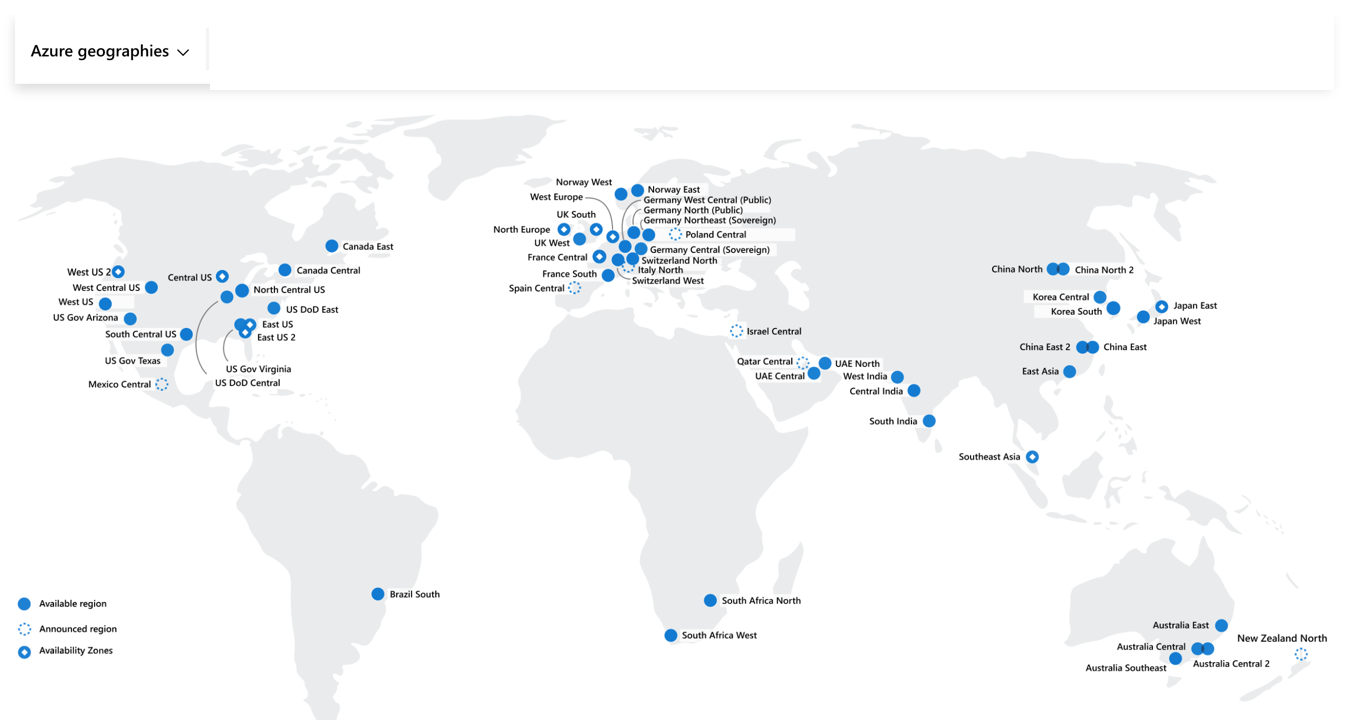 Azure geographies
Norway West
Norway East
West Europe
Germany West Central (Public)
Germany North (Public)
UK South
Germany Northeast (Sovereign)
North Europe
Poland Central
UK West
Germany Central (Sovereign)
France Central
Switzerland North
Italy North
France South
Switzerland West
Spain Central
Canada East
Canada Central
West US 2
Central US
West Central US
North Central US
West US
US DoD East
US Gov Arizona
East US
South Central US
East US 2
US Gov Texas
US Gov Virginia
Mexico Central
US DoD Central
China North
China North 2
Korea Central
Korea South
Japan East
Japan West
Israel Central
China East 2
China East
Qatar Central
UAE North
UAE Central
West India
East Asia
Central India
South India
Southeast Asia
Brazil South
South Africa North
South Africa West
Available region
Announced region
Availability Zones
Australia East
New Zealand North
Australia Central
Australia Central 2
Australia Southeast